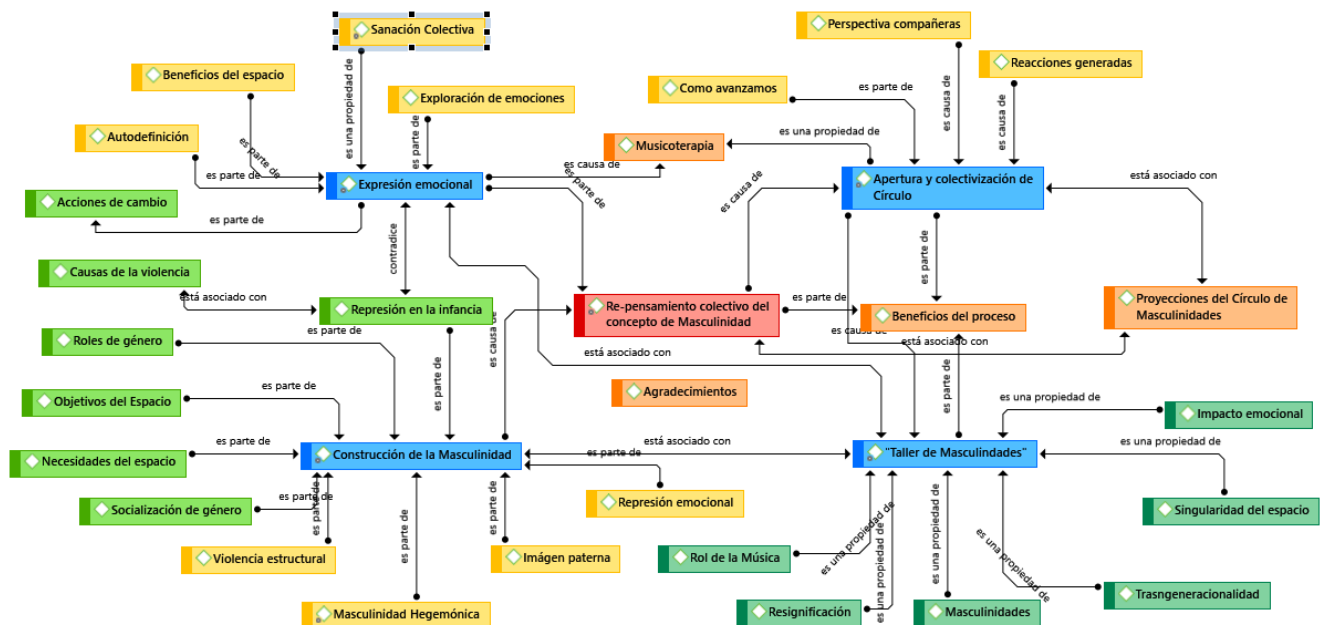 Sanación Colectiva
Perspectiva compañeras
Beneficios del espacio
Reacciones generadas
Exploración de emociones
Como avanzamos
es parte de
es una propiedad de
es causa de
es causa de
Autodefinición
es parte de
es parte de
es una propiedad de
Musicoterapia
es causa de
es parte de
Expresión emocional
Apertura y colectivización de
Círculo
está asociado con
es parte de
es causa de
Acciones de cambio
es parte de
contradice
es parte de
Causas de la violencia
está asociado con
Represión en la infancia
Re-pensamiento colectivo del
concepto de Masculinidad
es parte de
Beneficios del proceso
Proyecciones del Círculo de
Masculinidades
es parte de
es causa de
es causa de
está asociado con
Roles de género
está asociado con
es parte de
es parte de
es parte de
Agradecimientos
Objetivos del Espacio
es una propiedad de
Impacto emocional
es parte de
está asociado con
es una propiedad de
Necesidades del espacio
Construcción de la Masculinidad
es parte de
"Taller de Masculindades"
es parte de
Represión emocional
Socialización de género
es parte de
Singularidad del espacio
es parte de
es una propiedad de
es una propiedad de
es una propiedad de
es una propiedad de
Violencia estructural
Imágen paterna
Rol de la Música
Trasngeneracionalidad
Masculinidad Hegemónica
Resignificación
Masculinidades